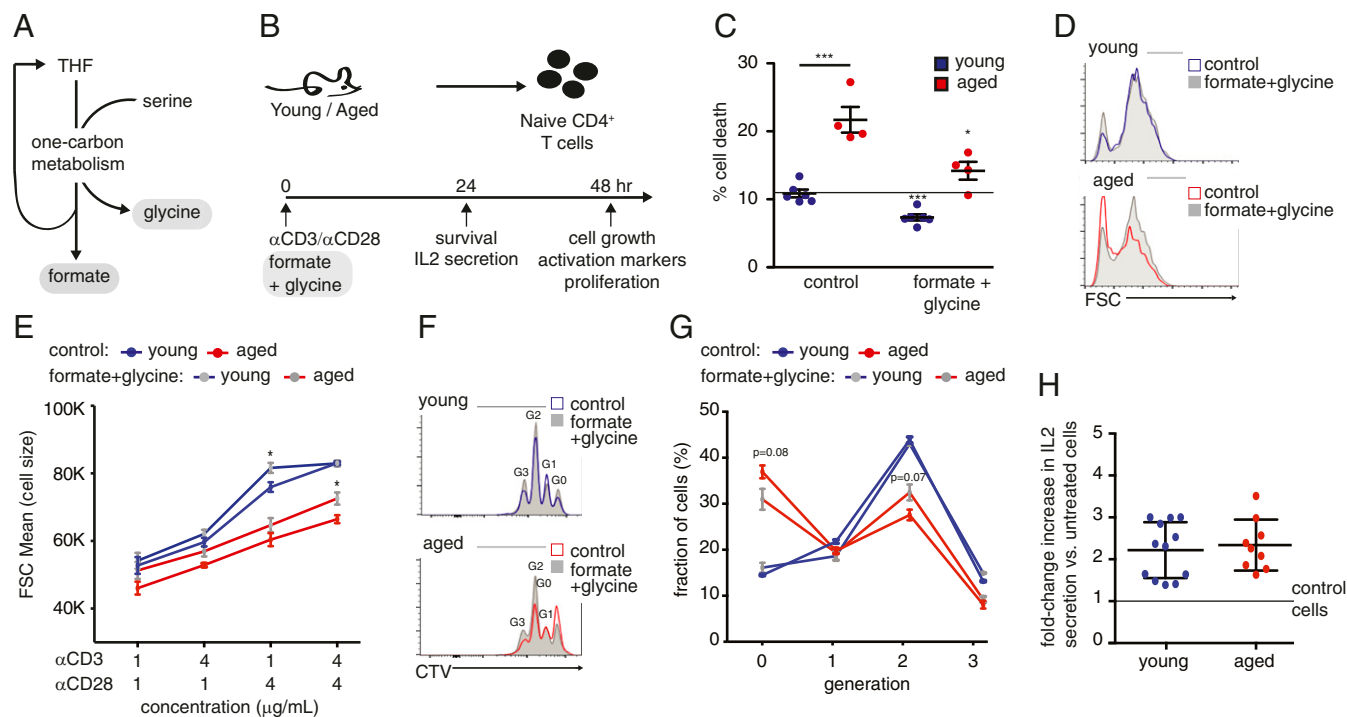 A
THF
serine
one-carbon
metabolism
glycine
formate
B
Young / Aged
Naive CD4⁺
T cells
0
24
48 hr
αCD3/αCD28
formate
+ glycine
survival
IL2 secretion
cell growth
activation markers
proliferation
C
% cell death
30
20
10
0
***
***
*
young
aged
control
formate +
glycine
D
young
control
formate+glycine
aged
control
formate+glycine
FSC
E
control: young aged
formate+glycine: young aged
FSC Mean (cell size)
100K
80K
60K
40K
*
*
αCD3 1 4 1 4
αCD28 1 1 4 4
concentration (μg/mL)
F
young
control
formate
+glycine
G2
G3
G1
G0
aged
control
formate
+glycine
G2
G0
G3
G1
CTV
G
control: young aged
formate+glycine: young aged
fraction of cells (%)
50
40
30
20
10
0
p=0.08
p=0.07
0 1 2 3
generation
H
fold-change increase in IL2
secretion vs. untreated cells
5
4
3
2
1
0
control
cells
young aged